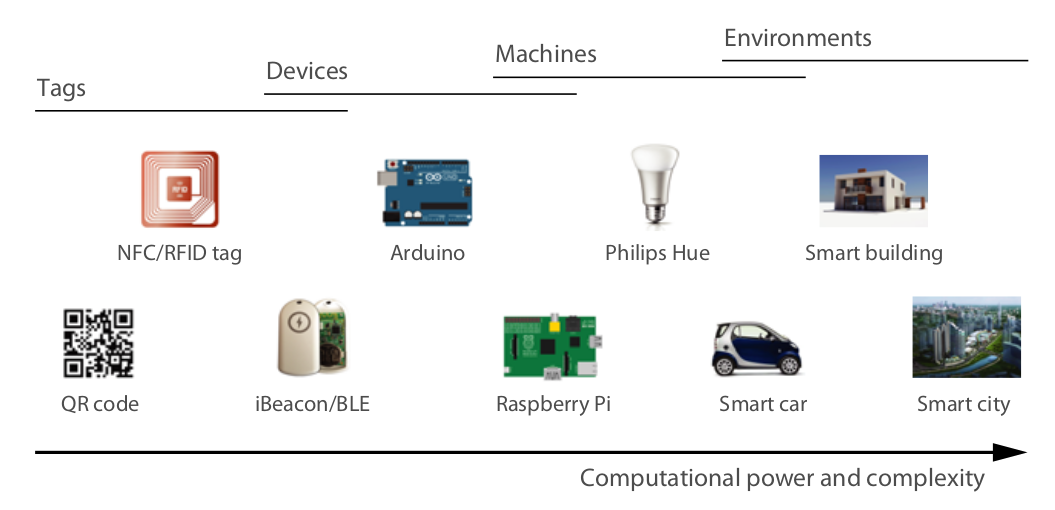 Environments
Machines
Devices
Tags
RFID
NFC/RFID tag
Arduino
Philips Hue
Smart building
QR code
iBeacon/BLE
Raspberry Pi
Smart car
Smart city
Computational power and complexity